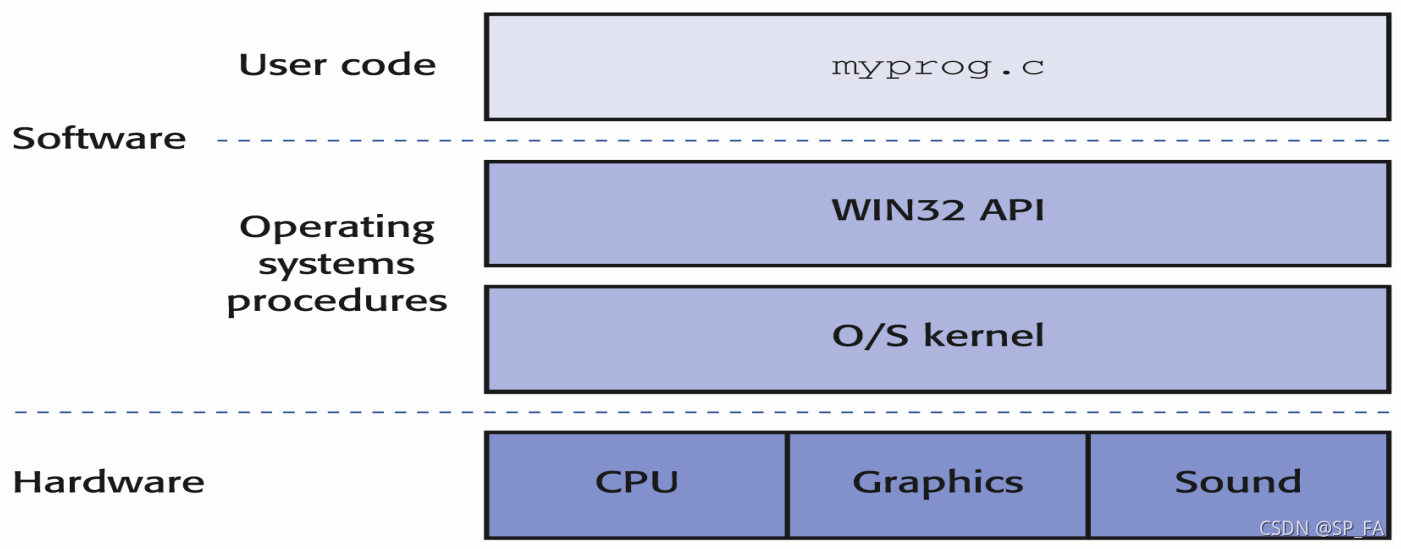 User code
myprog.c
Software
WIN32 API
Operating
systems
procedures
O/S kernel
Hardware
CPU
Graphics
Sound
CSDN @SP_FA